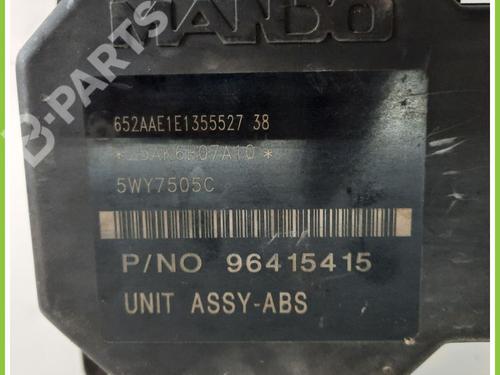 MANDO
B-PARTS
652AAE1E1355527 38
5WY7505C
P/NO 96415415
UNIT ASSY-ABS